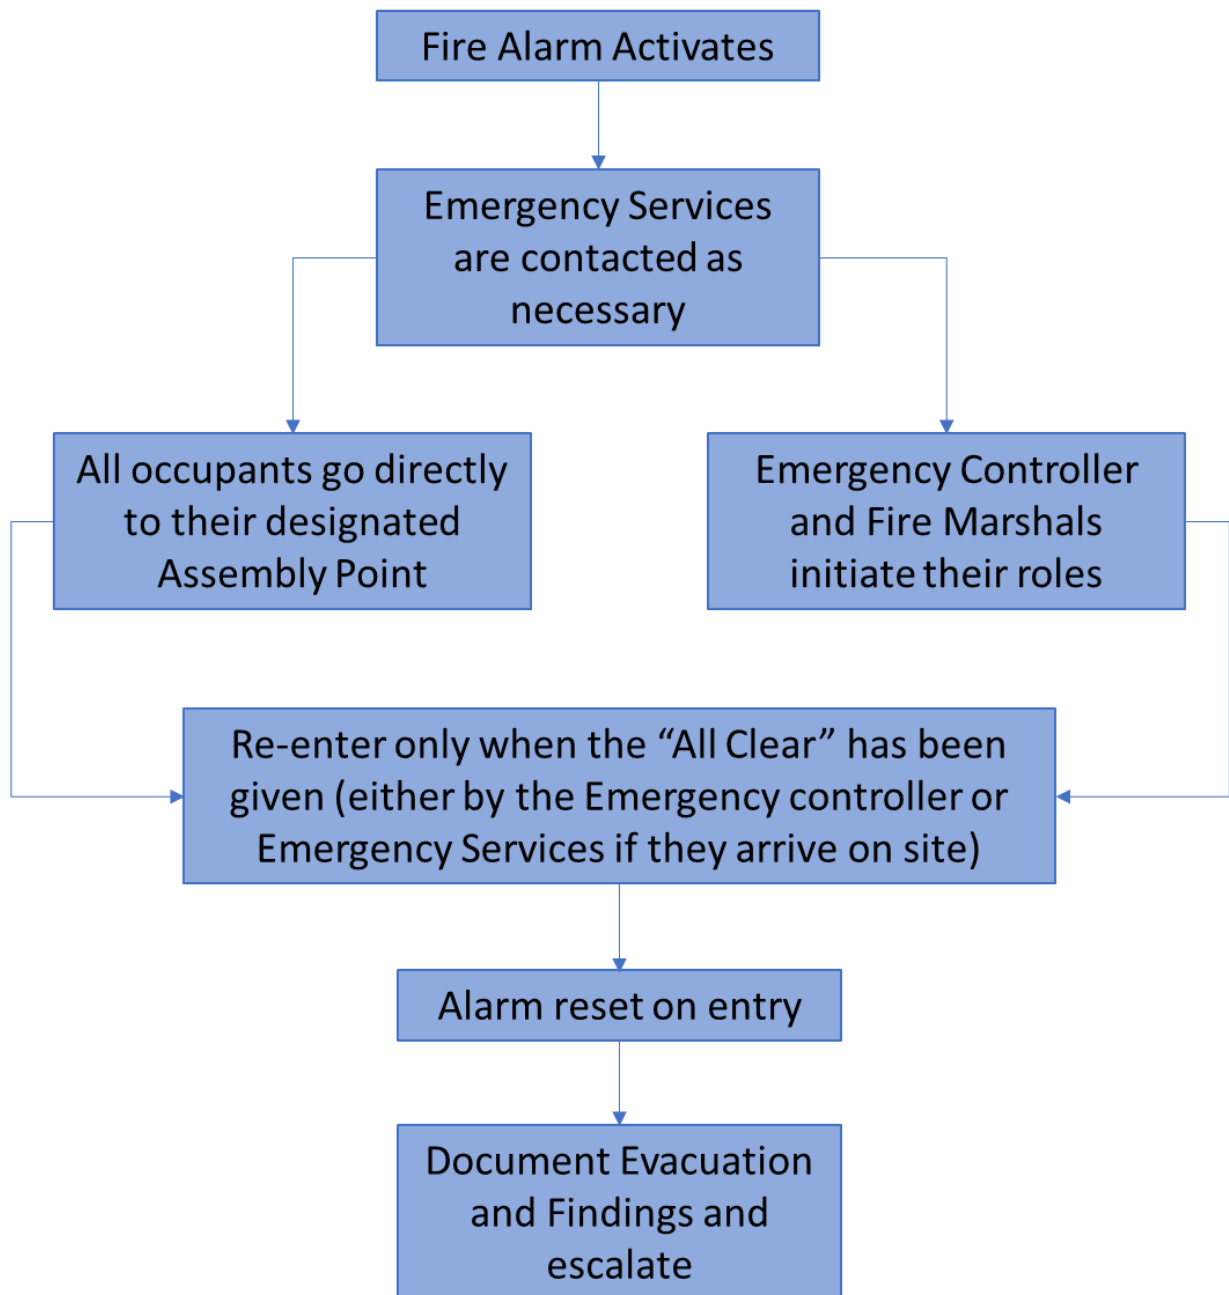 Fire Alarm Activates
Emergency Services
are contacted as
necessary
All occupants go directly
to their designated
Assembly Point
Emergency Controller
and Fire Marshals
initiate their roles
Re-enter only when the “All Clear” has been
given (either by the Emergency controller or
Emergency Services if they arrive on site)
Alarm reset on entry
Document Evacuation
and Findings and
escalate